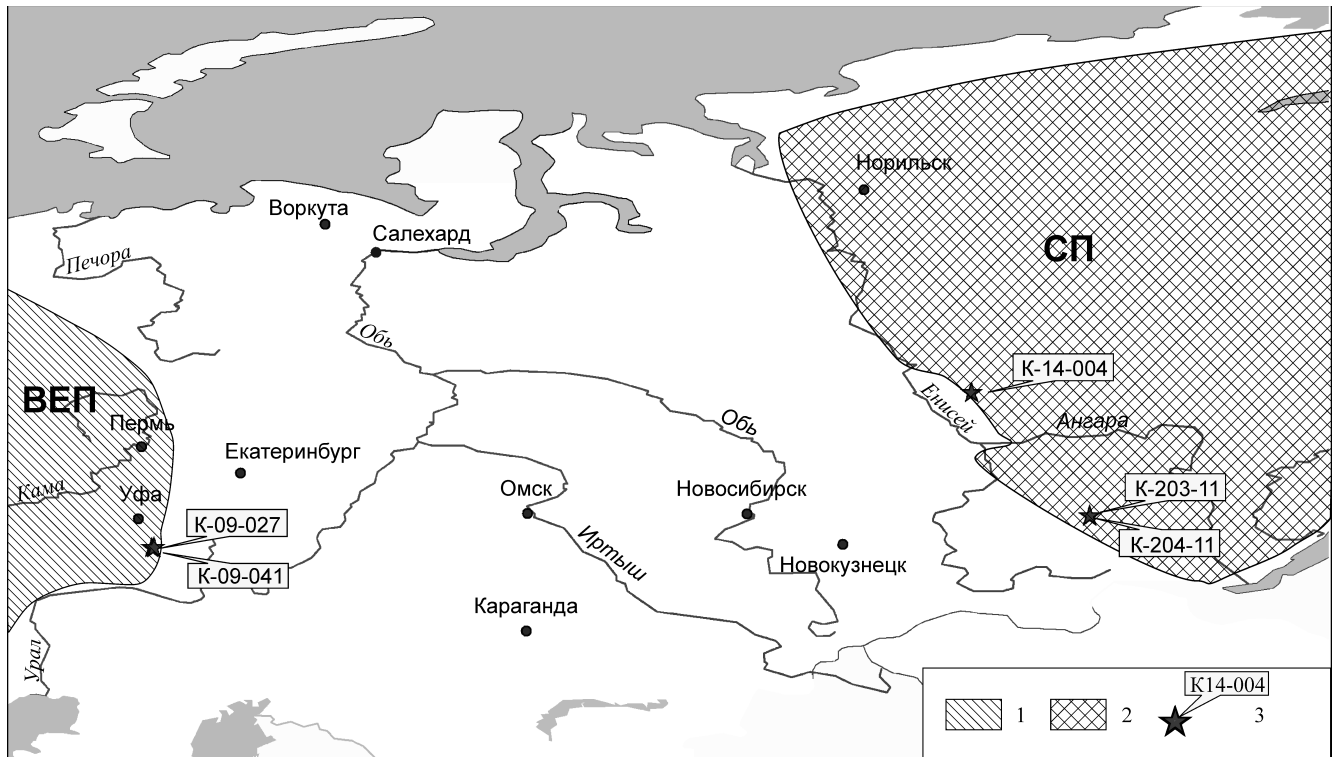 Норильск
Воркута
Салехард
СП
Печора
Обь
К-14-004
ВЕП
Енисей
Обь
Ангара
Пермь
Екатеринбург
Кама
Уфа
Омск
Новосибирск
К-203-11
К-09-027
Иртыш
К-204-11
Новокузнецк
К-09-041
Караганда
Урал
К14-004
1
2
3